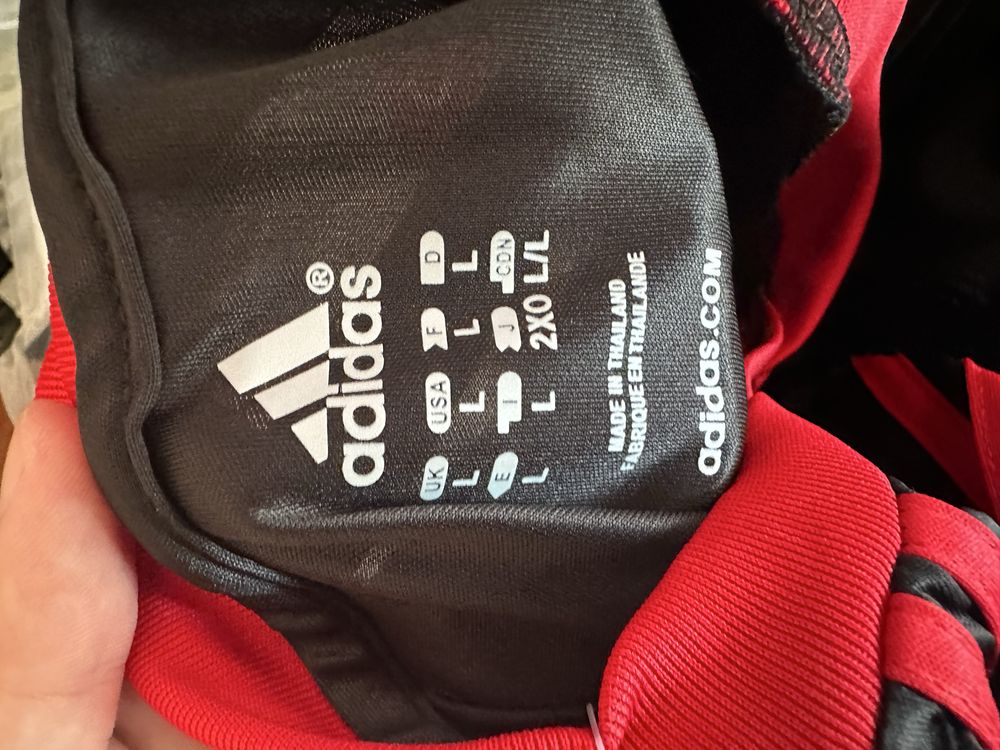 adidas®
UK USA F D
L L L L
E I J CDN
L L 2XO L/L
MADE IN THAILAND
FABRIQUE EN THAILANDE
adidas.com